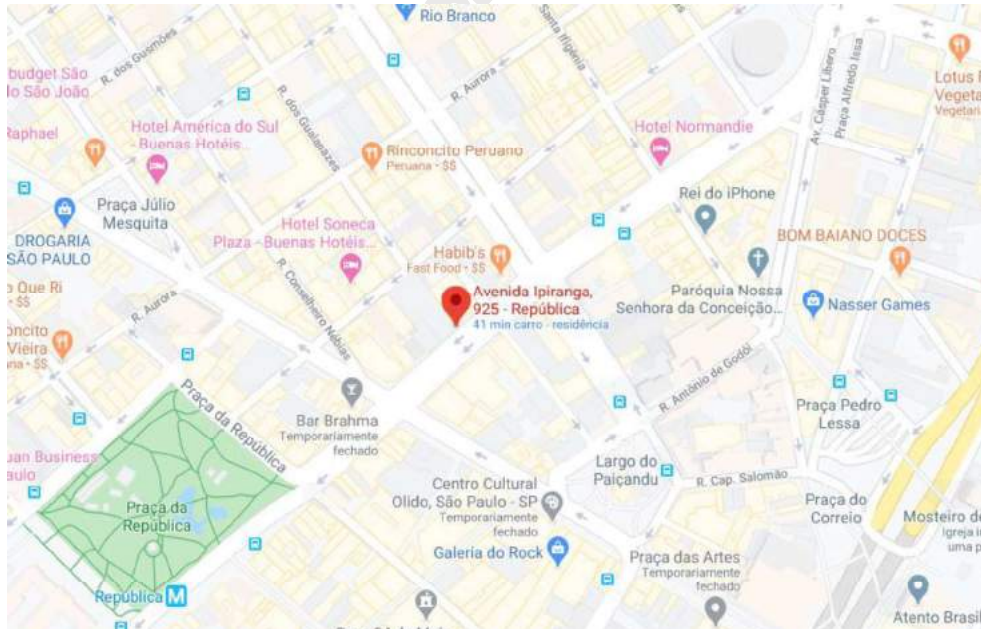 Rio Branco
R. dos Gusmões
Santa Ifigênia
Av. Cásper Líbero
Praça Alfredo Issa
budget São
lo São João
R. Aurora
R. dos Guaianazes
Lotus
Vegeta
Vegetari
Raphael
Hotel América do Sul
- Buenas Hotéis...
Hotel Normandie
Rinconcito Peruano
Peruana • $$
Rei do iPhone
Praça Júlio
Mesquita
DROGARIA
SÃO PAULO
Hotel Soneca
Plaza - Buenas Hotéis...
Habib's
Fast Food • $$
BOM BAIANO DOCES
Paróquia Nossa
Senhora da Conceição...
o Que Ri
• $$
R. Aurora
R. Conselheiro Nébias
Avenida Ipiranga,
925 - República
41 min carro - residência
Nasser Games
oncito
Vieira
na • $$
R. Antônio de Godói
Praça da República
Bar Brahma
Temporariamente
fechado
Praça Pedro
Lessa
uan Business
aulo
Largo do
Paiçandu
R. Cap. Salomão
Centro Cultural
Olido, São Paulo - SP
Temporariamente
fechado
Praça da
República
Praça do
Correio
Mosteiro de
Igreja
uma p
Galeria do Rock
Praça das Artes
Temporariamente
fechado
República
M
Atento Brasil